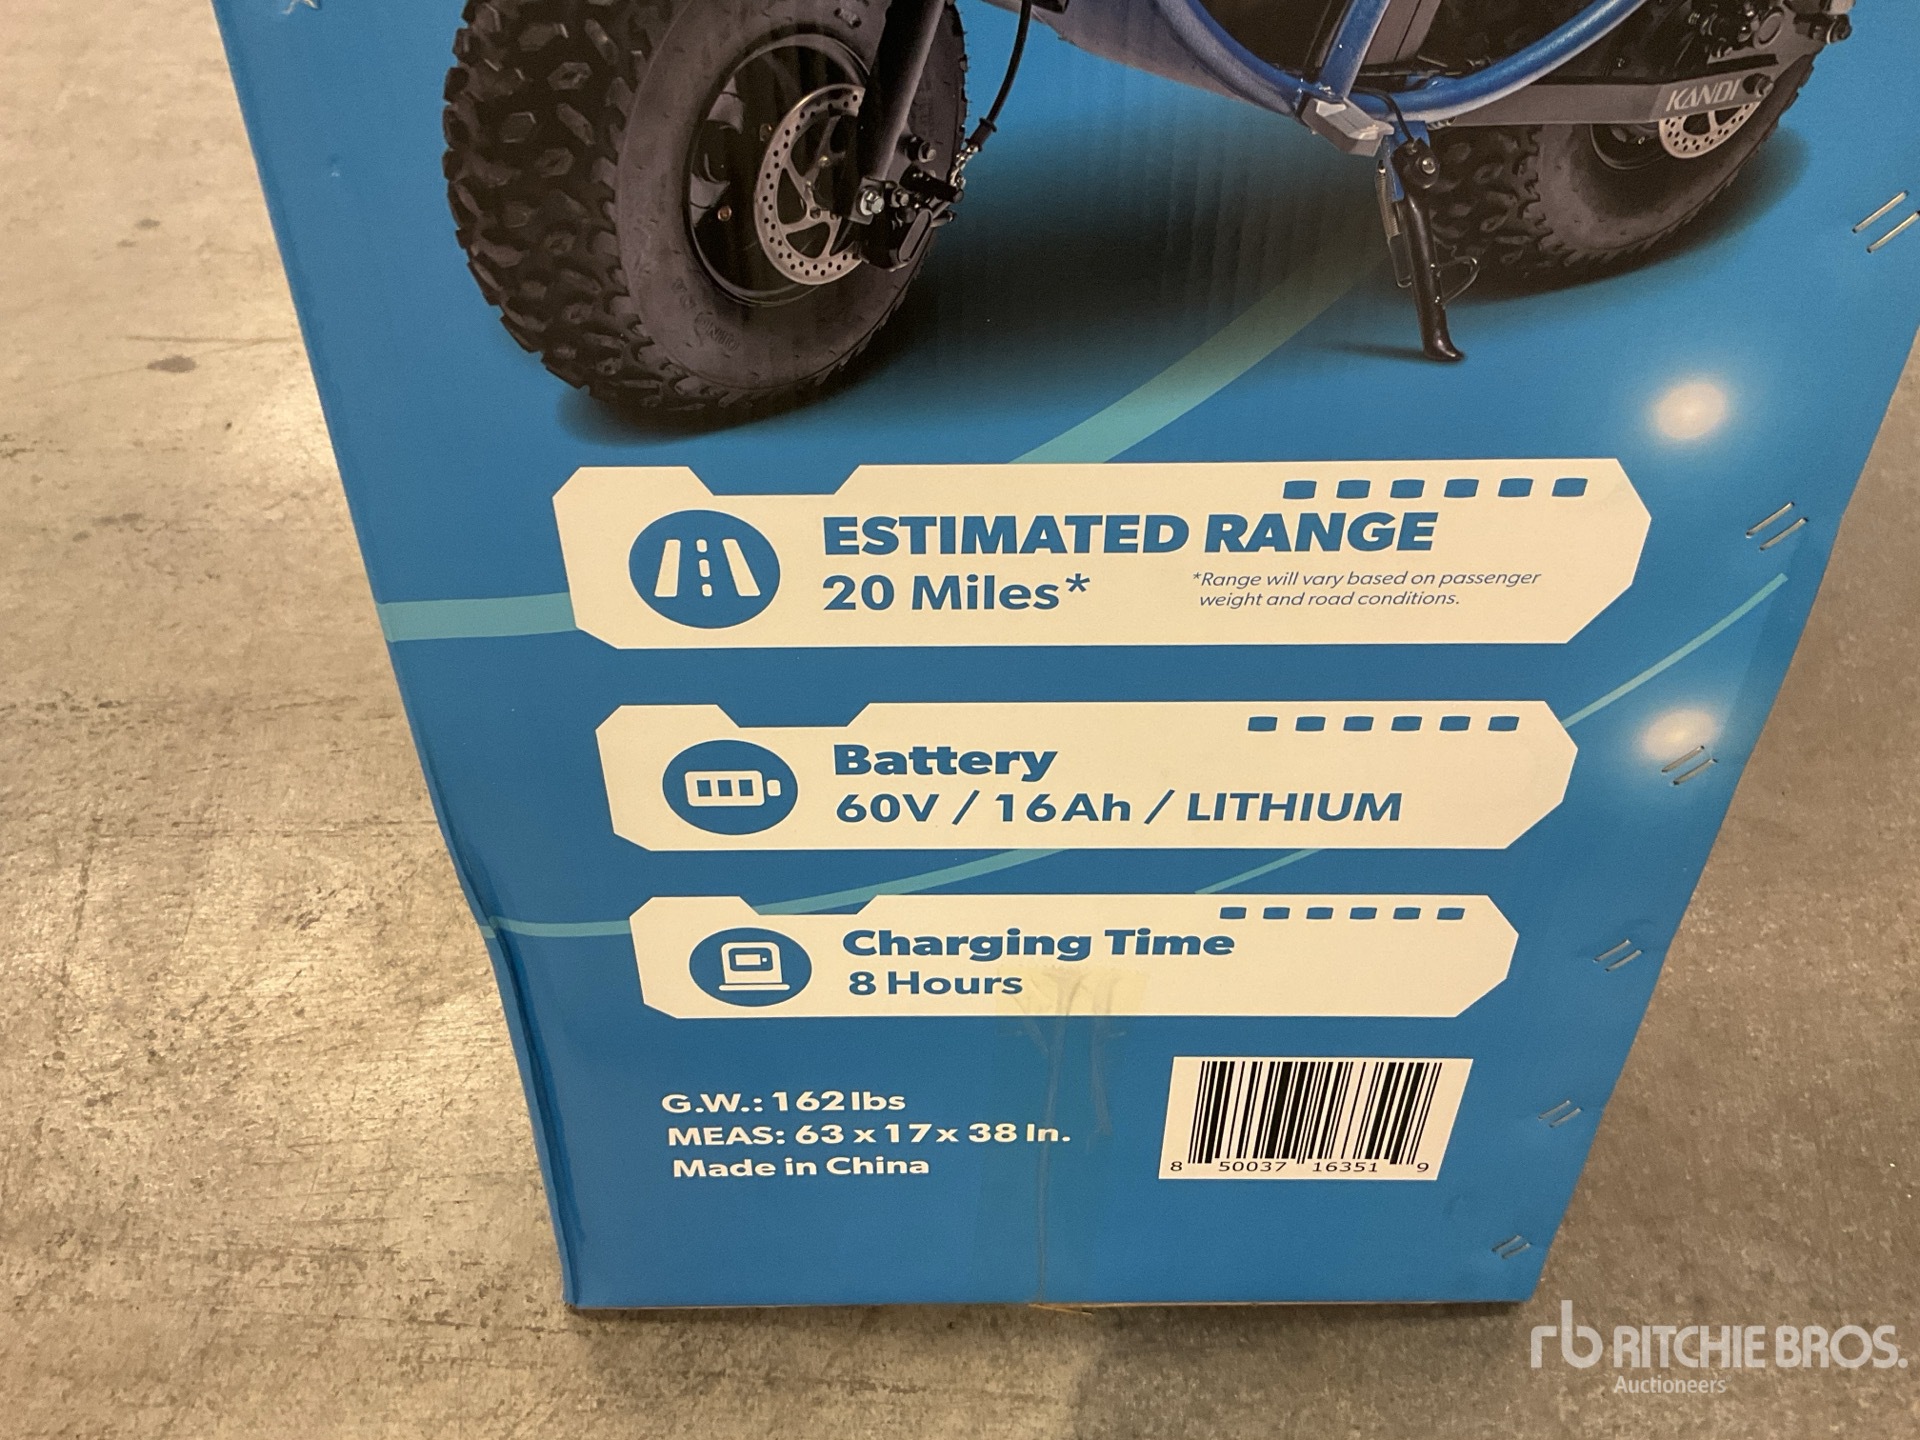 KANDI
ESTIMATED RANGE
20 Miles*
*Range will vary based on passenger
weight and road conditions.
Battery
60V / 16Ah / LITHIUM
Charging Time
8 Hours
G.W.: 162lbs
MEAS: 63 x 17 x 38 In.
Made in China
8 50037 16351 9
rb RITCHIE BROS.
Auctioneers